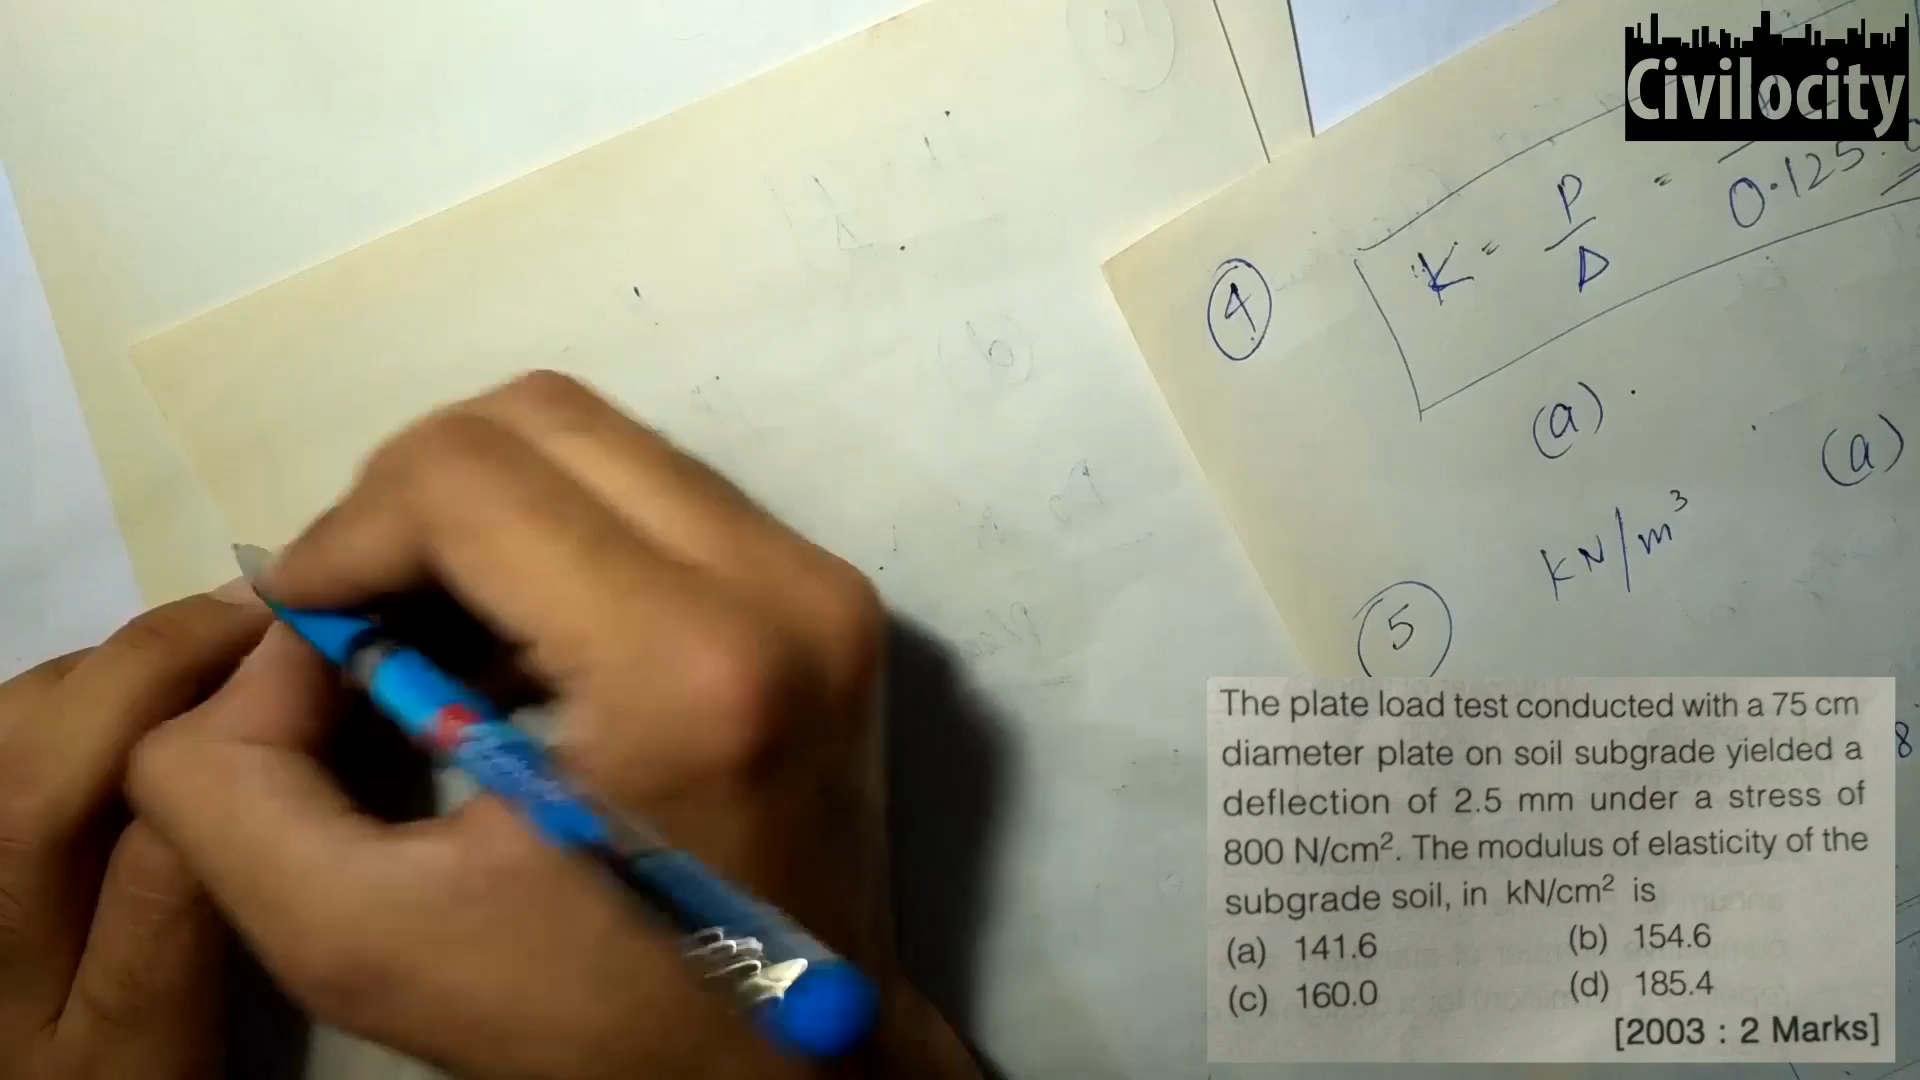 Civilocity
4
K = P/Δ = /0.125
(a)
(a)
kN/m³
5
8
The plate load test conducted with a 75 cm
diameter plate on soil subgrade yielded a
deflection of 2.5 mm under a stress of
800 N/cm². The modulus of elasticity of the
subgrade soil, in kN/cm² is
(a) 141.6 (b) 154.6
(c) 160.0 (d) 185.4
[2003 : 2 Marks]